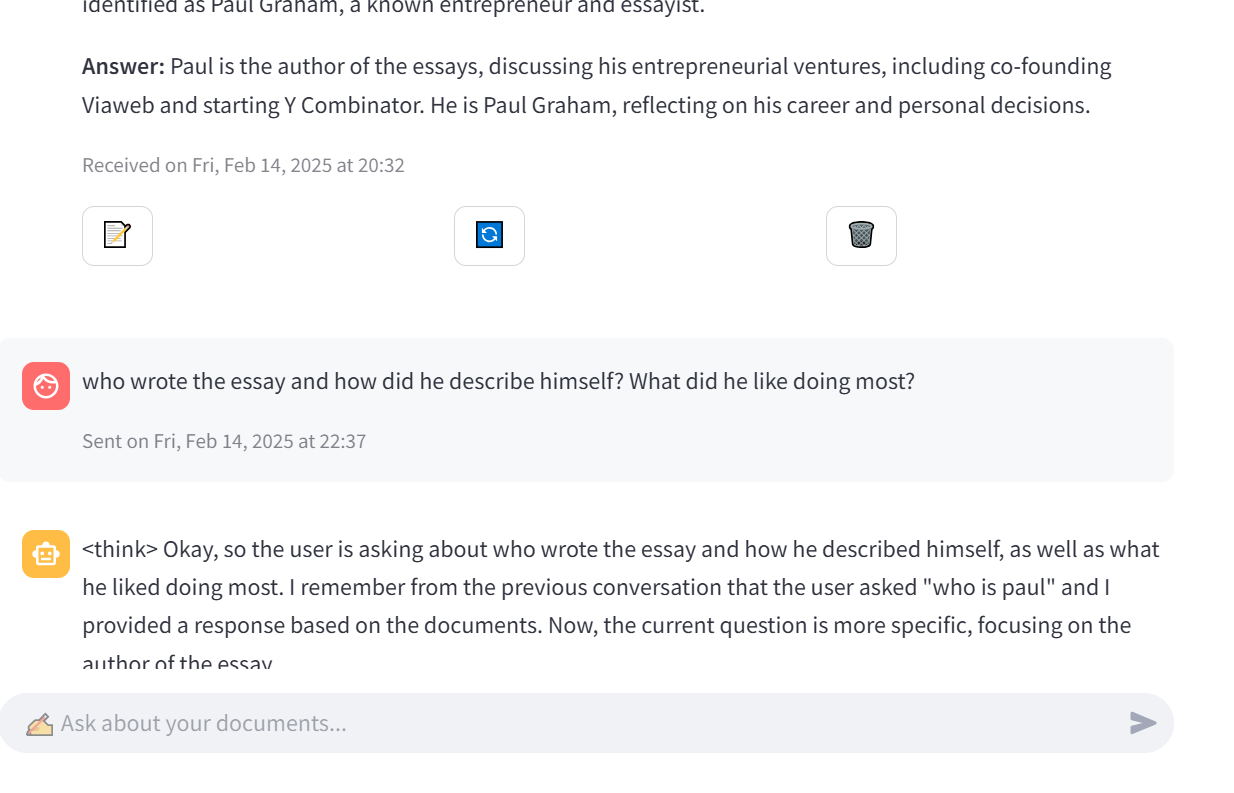 identified as Paul Graham, a known entrepreneur and essayist.
Answer: Paul is the author of the essays, discussing his entrepreneurial ventures, including co-founding
Viaweb and starting Y Combinator. He is Paul Graham, reflecting on his career and personal decisions.
Received on Fri, Feb 14, 2025 at 20:32
who wrote the essay and how did he describe himself? What did he like doing most?
Sent on Fri, Feb 14, 2025 at 22:37
<think> Okay, so the user is asking about who wrote the essay and how he described himself, as well as what
he liked doing most. I remember from the previous conversation that the user asked "who is paul" and I
provided a response based on the documents. Now, the current question is more specific, focusing on the
author of the essay
Ask about your documents...